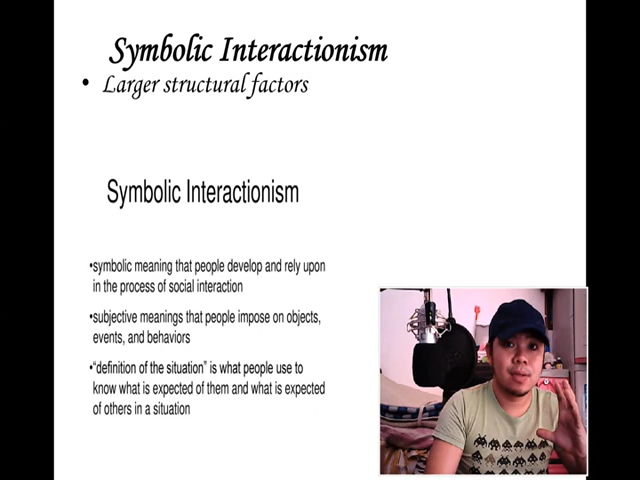 Symbolic Interactionism
• Larger structural factors
Symbolic Interactionism
•symbolic meaning that people develop and rely upon
in the process of social interaction
•subjective meanings that people impose on objects,
events, and behaviors
•“definition of the situation” is what people use to
know what is expected of them and what is expected
of others in a situation